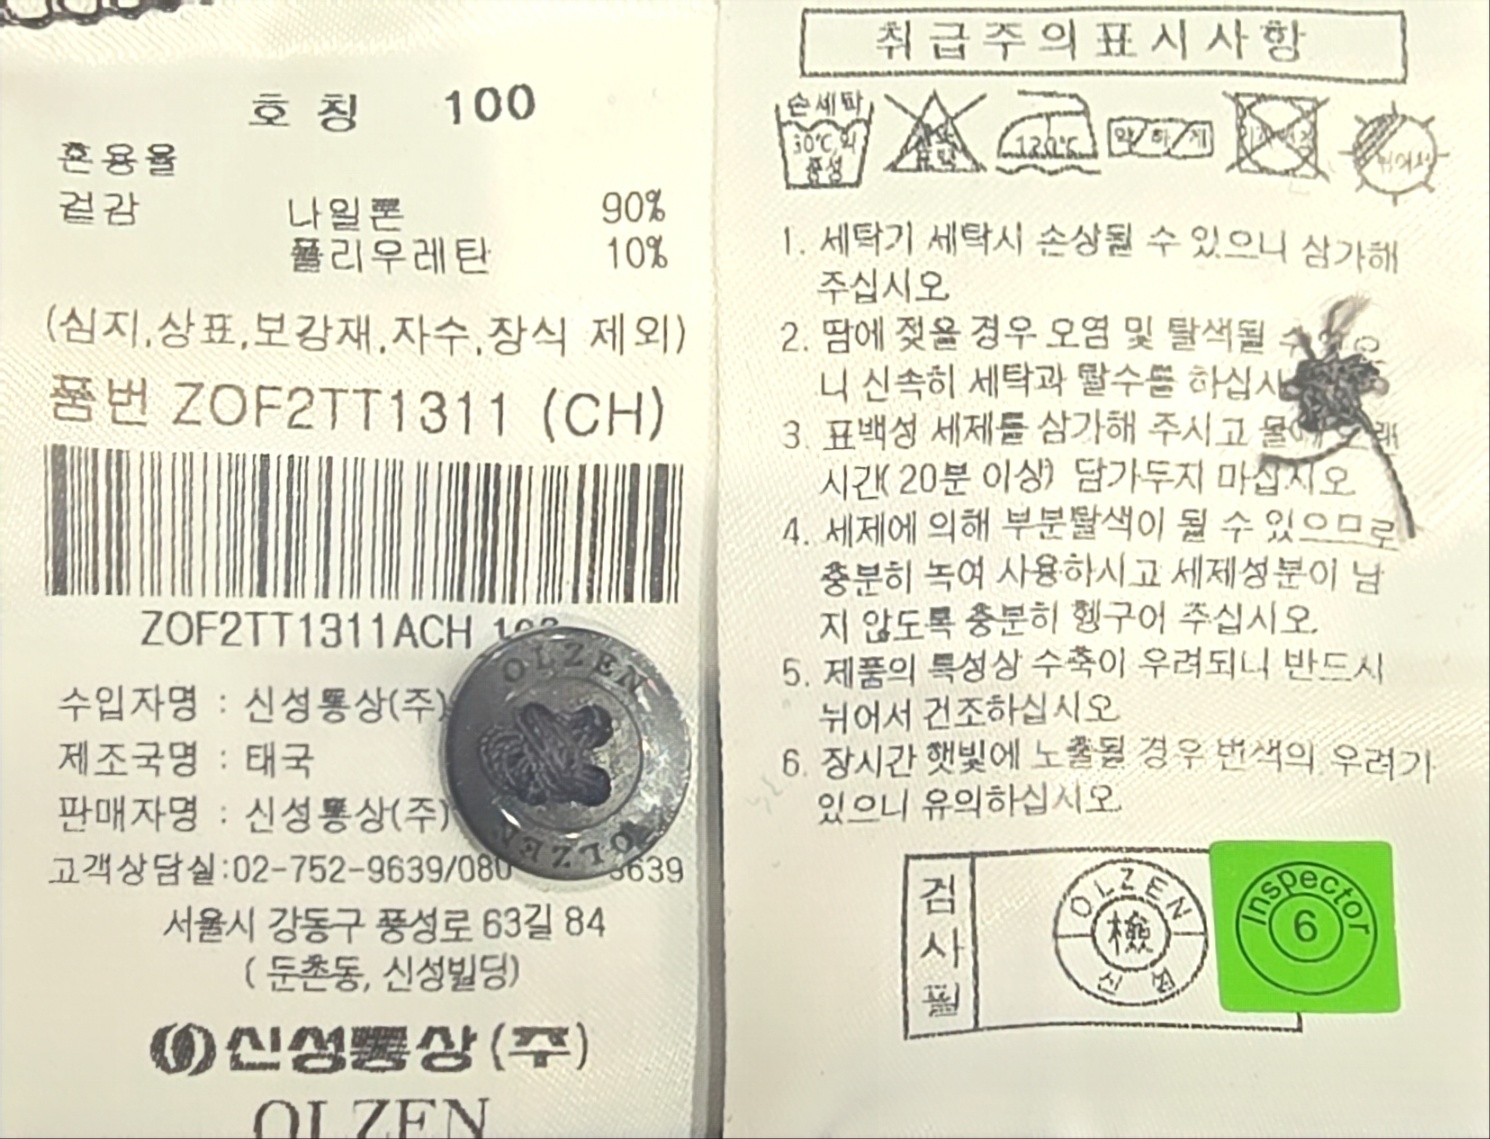 호 칭 100
혼용율
겉감 나일론 90%
폴리우레탄 10%
(심지,상표,보강재,자수,장식 제외)
품번 ZOF2TT1311 (CH)
ZOF2TT1311ACH
수입자명 : 신성통상(주)
제조국명 : 태국
판매자명 : 신성통상(주)
고객상담실:02-752-9639/080 3639
서울시 강동구 풍성로 63길 84
( 둔촌동, 신성빌딩)
신성통상(주)
OLZEN
OLZEN
OLZEN
취급주의표시사항
손세탁
30℃의
중성
120℃
약하게
뉘어서
1. 세탁기 세탁시 손상될 수 있으니 삼가해
주십시오
2. 땀에 젖을 경우 오염 및 탈색될 수
니 신속히 세탁과 탈수를
3. 표백성 세제를 삼가해 주시고
시간(20분 이상) 담가두지 마십시오
4. 세제에 의해 부분탈색이 될 수 있으므로
충분히 녹여 사용하시고 세제성분이 남
지 않도록 충분히 헹구어 주십시오.
5. 제품의 특성상 수축이 우려되니 반드시
뉘어서 건조하십시오
6. 장시간 햇빛에 노출될 경우 변색의 우려가
있으니 유의하십시오
검사필
OLZEN
檢
Inspector
6